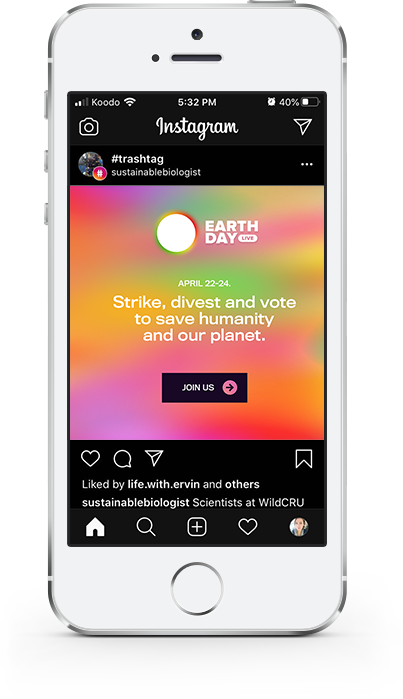 Koodo 5:32 PM 40%
Instagram
#trashtag
sustainablebiologist
#
EARTH
DAY LIVE
APRIL 22-24.
Strike, divest and vote
to save humanity
and our planet.
JOIN US
Liked by life.with.ervin and others
sustainablebiologist Scientists at WildCRU